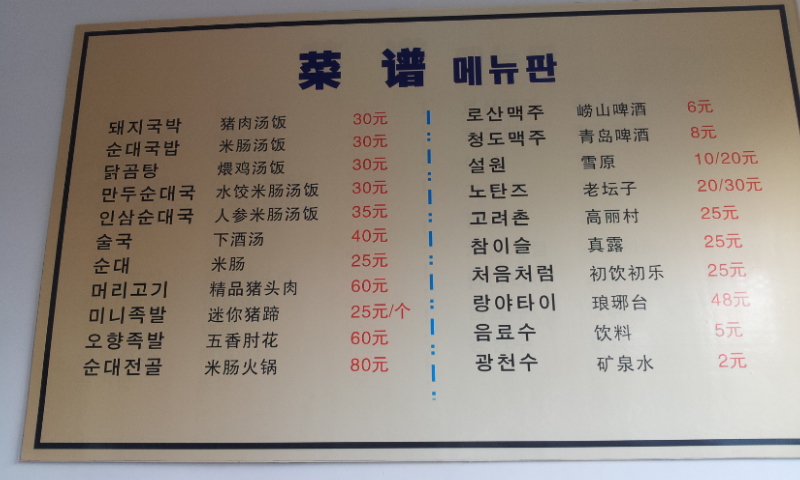 菜 谱 메뉴판
돼지국박 猪肉汤饭 30元
순대국밥 米肠汤饭 30元
닭곰탕 煨鸡汤饭 30元
만두순대국 水饺米肠汤饭 30元
인삼순대국 人参米肠汤饭 35元
술국 下酒汤 40元
순대 米肠 25元
머리고기 精品猪头肉 60元
미니족발 迷你猪蹄 25元/个
오향족발 五香肘花 60元
순대전골 米肠火锅 80元
로산맥주 崂山啤酒 6元
청도맥주 青岛啤酒 8元
설원 雪原 10/20元
노탄즈 老坛子 20/30元
고려촌 高丽村 25元
참이슬 真露 25元
처음처럼 初饮初乐 25元
랑야타이 琅琊台 48元
음료수 饮料 5元
광천수 矿泉水 2元